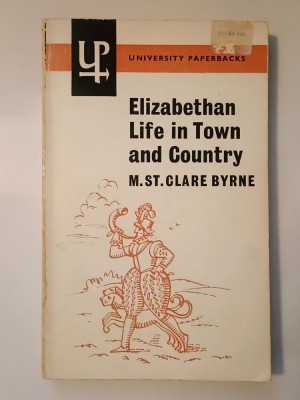 UP
UNIVERSITY PAPERBACKS
Elizabethan
Life in Town
and Country
M. ST. CLARE BYRNE